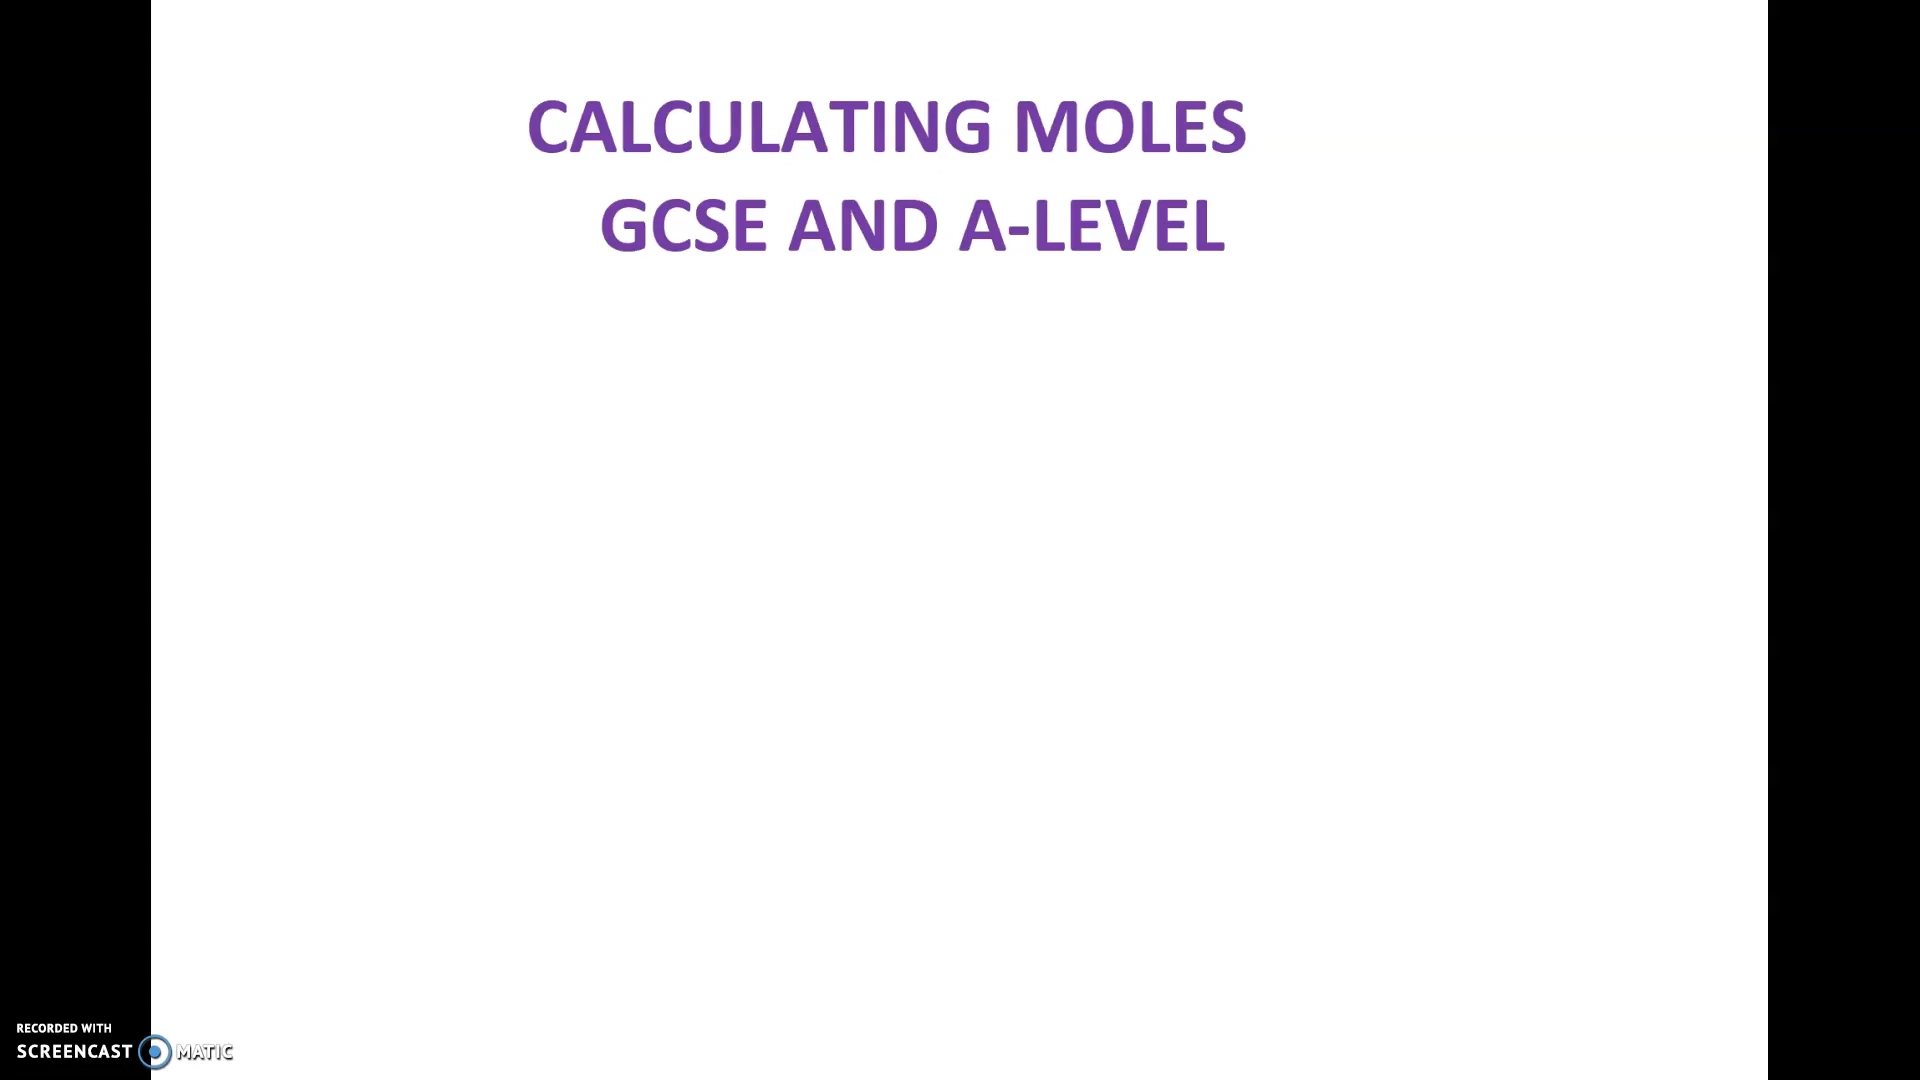 CALCULATING MOLES
GCSE AND A-LEVEL
RECORDED WITH
SCREENCAST MATIC